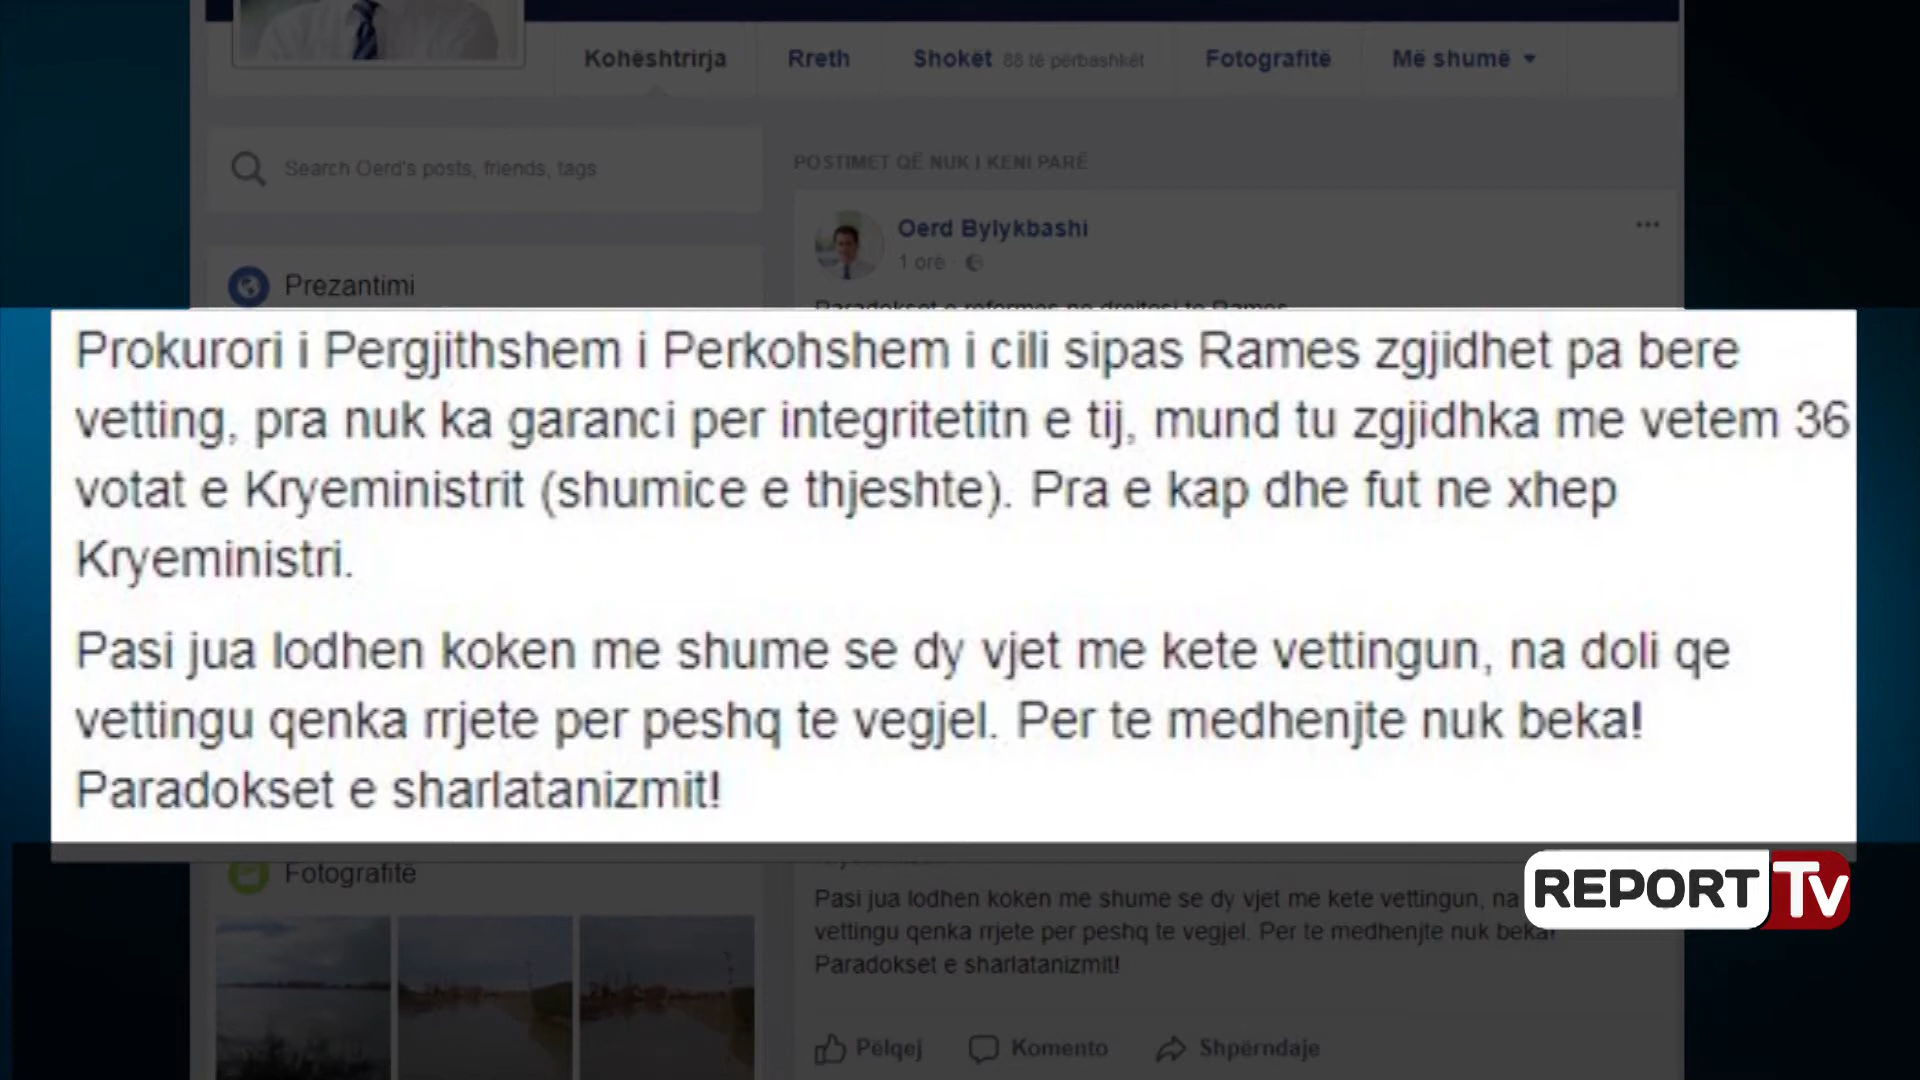 Kohështrirja Rreth Shokët 88 të përbashkët Fotografitë Më shumë
Search Oerd's posts, friends, tags
POSTIMET QË NUK I KENI PARË
Oerd Bylykbashi
1 orë
Prezantimi
Paradokset e reformes ne drejtesi te Rames
Prokurori i Pergjithshem i Perkohshem i cili sipas Rames zgjidhet pa bere
vetting, pra nuk ka garanci per integritetitn e tij, mund tu zgjidhka me vetem 36
votat e Kryeministrit (shumice e thjeshte). Pra e kap dhe fut ne xhep
Kryeministri.
Pasi jua lodhen koken me shume se dy vjet me kete vettingun, na doli qe
vettingu qenka rrjete per peshq te vegjel. Per te medhenjte nuk beka!
Paradokset e sharlatanizmit!
REPORT Tv
Fotografitë
Pasi jua lodhen koken me shume se dy vjet me kete vettingun, na
vettingu qenka rrjete per peshq te vegjel. Per te medhenjte nuk beka!
Paradokset e sharlatanizmit!
Pëlqej Komento Shpërndaje